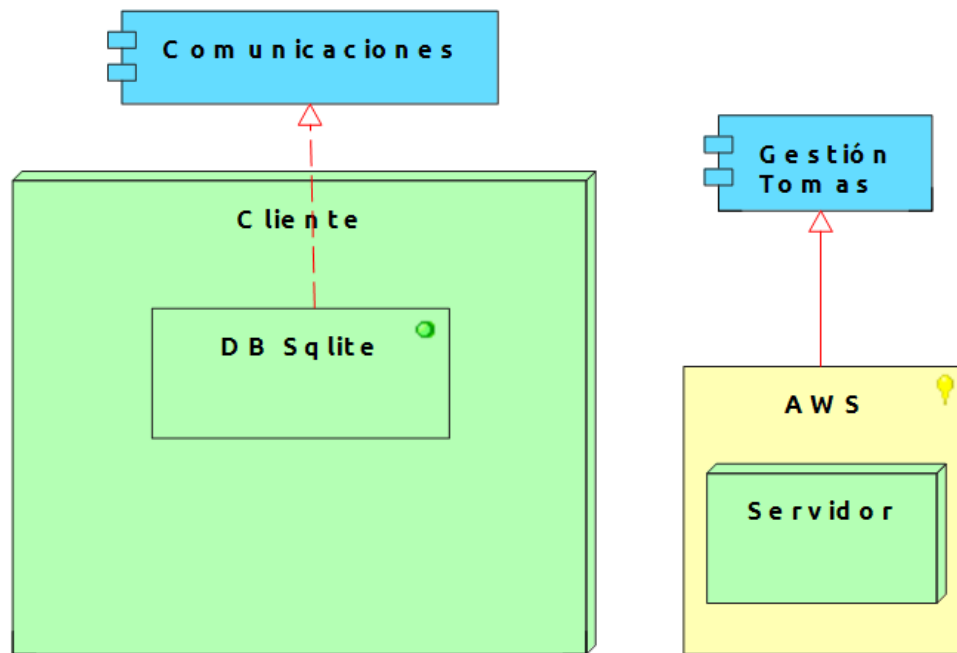 Comunicaciones
Gestión
Tomas
Cliente
DB Sqlite
AWS
Servidor